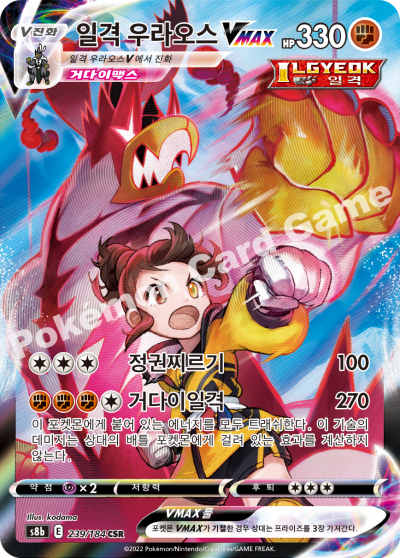 V진화
일격 우라오스 VMAX
HP 330
일격 우라오스V에서 진화
거다이맥스
ILGYEOK
일격
Pokémon Card Game
정권찌르기 100
거다이일격 270
이 포켓몬에게 붙어 있는 에너지를 모두 트래쉬한다. 이 기술의
데미지는 상대의 배틀 포켓몬에게 걸려 있는 효과를 계산하지
않는다.
약점 ×2 저항력 후퇴
Illus. kodama
s8b E 239/184 CSR
VMAX 룰
포켓몬VMAX가 기절한 경우 상대는 프라이즈를 3장 가져간다.
©2022 Pokémon/Nintendo/Creatures/GAME FREAK.